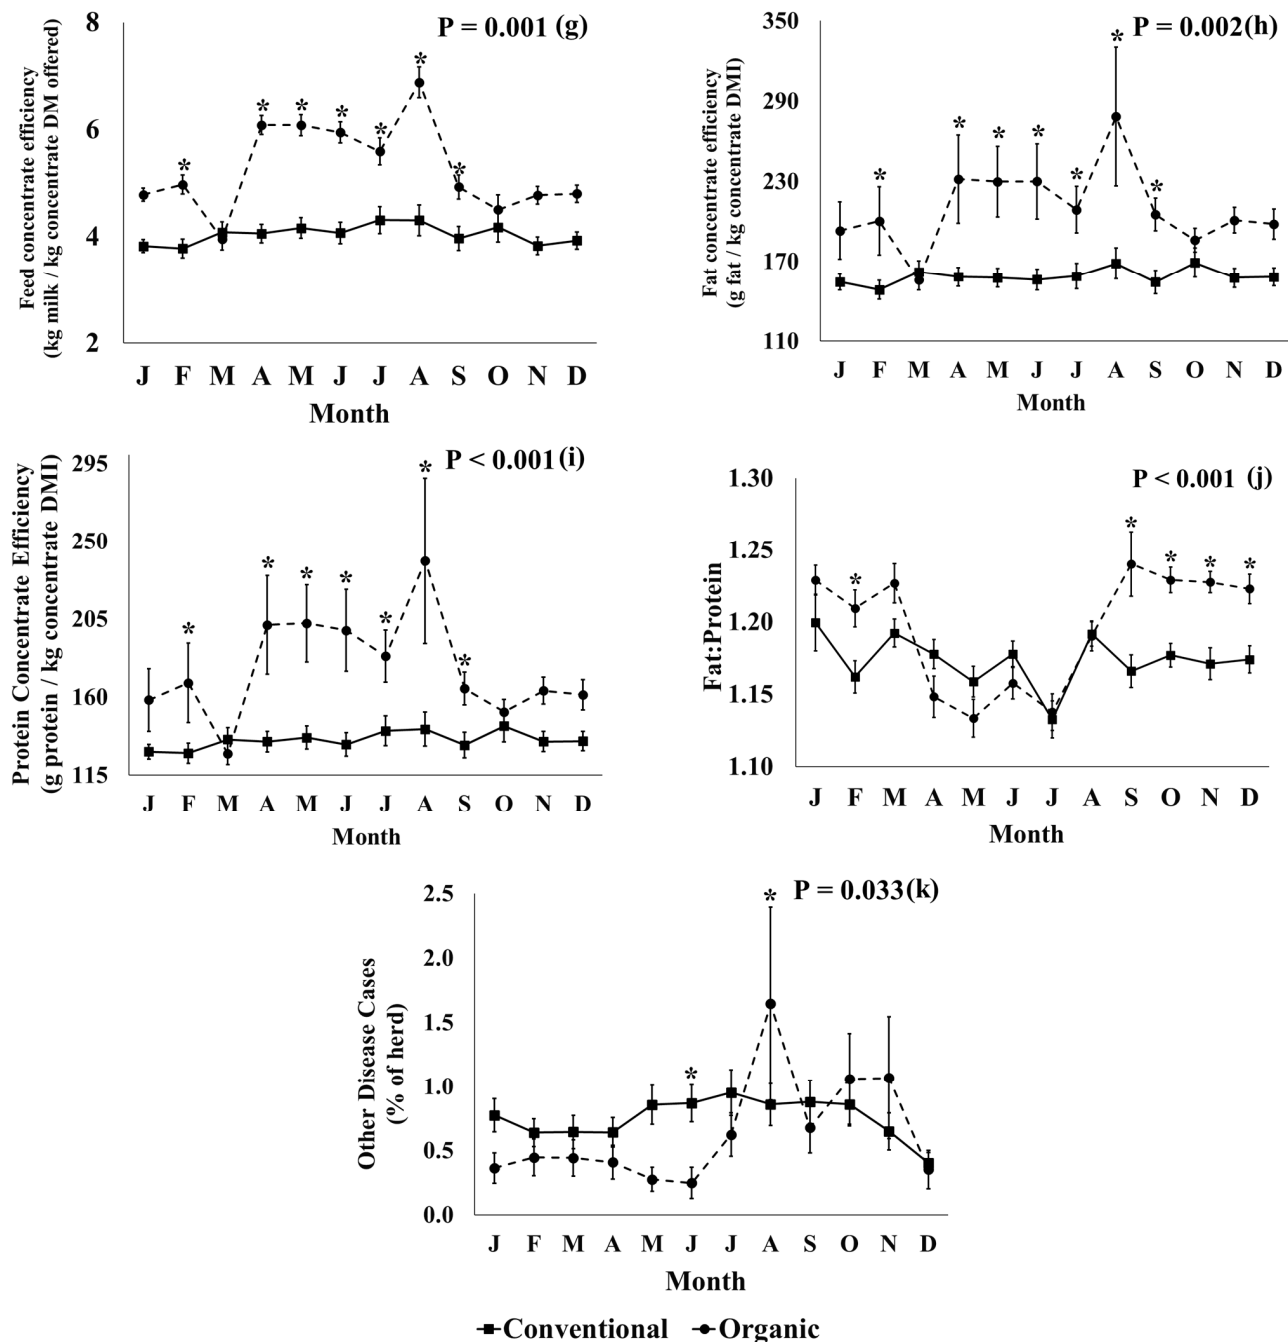 P = 0.001 (g)
Feed concentrate efficiency
(kg milk / kg concentrate DM offered)
8
6
4
2
J F M A M J J A S O N D
Month
P = 0.002(h)
Fat concentrate efficiency
(g fat / kg concentrate DMI)
350
290
230
170
110
J F M A M J J A S O N D
Month
P < 0.001 (i)
Protein Concentrate Efficiency
(g protein / kg concentrate DMI)
295
250
205
160
115
J F M A M J J A S O N D
Month
P < 0.001 (j)
Fat:Protein
1.30
1.25
1.20
1.15
1.10
J F M A M J J A S O N D
Month
P = 0.033(k)
Other Disease Cases
(% of herd)
2.5
2.0
1.5
1.0
0.5
0.0
J F M A M J J A S O N D
Month
Conventional Organic